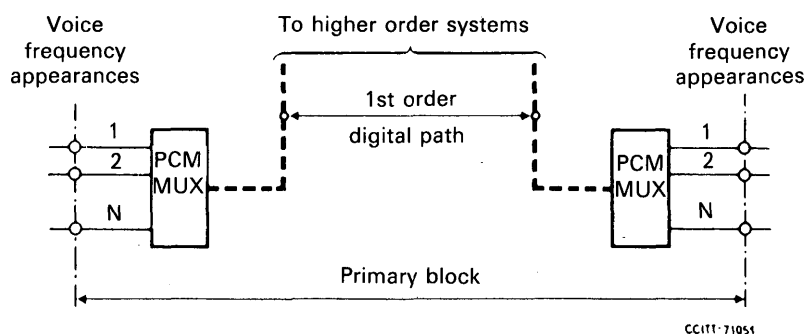 To higher order systems
Voice
frequency
appearances
Voice
frequency
appearances
1st order
digital path
1
2
N
PCM
MUX
PCM
MUX
1
2
N
Primary block
CCITT-71951